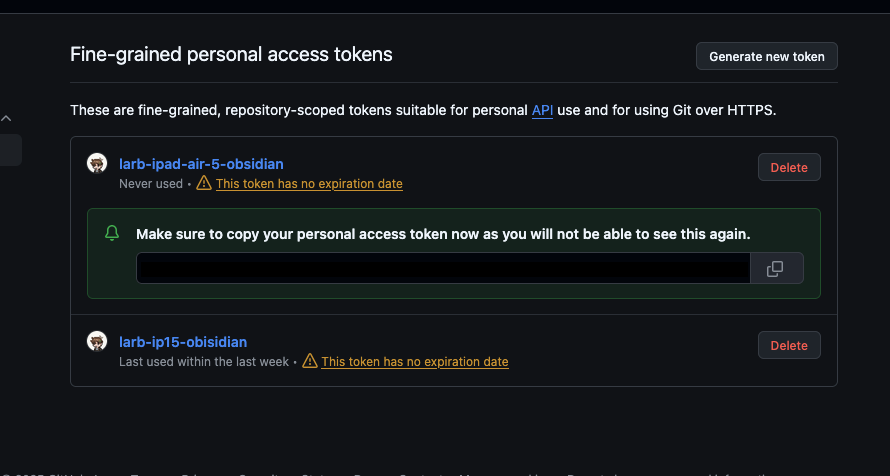 Fine-grained personal access tokens
Generate new token
These are fine-grained, repository-scoped tokens suitable for personal API use and for using Git over HTTPS.
larb-ipad-air-5-obsidian
Delete
Never used • This token has no expiration date
Make sure to copy your personal access token now as you will not be able to see this again.
larb-ip15-obisidian
Delete
Last used within the last week • This token has no expiration date